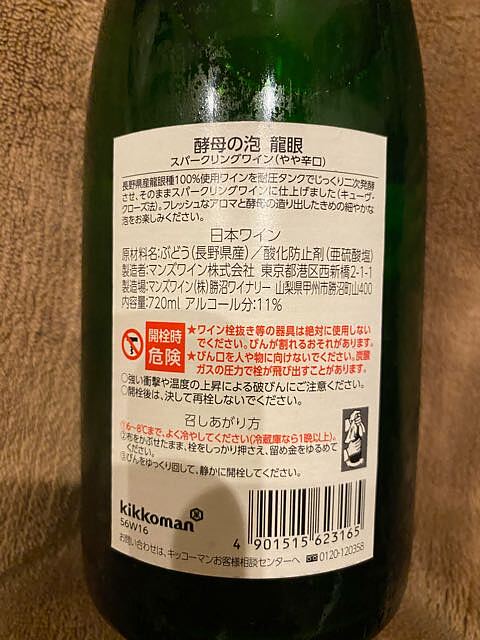 酵母の泡 龍眼
スパークリングワイン(やや辛口)
長野県産龍眼種100%使用ワインを耐圧タンクでじっくり二次発酵
させ、そのままスパークリングワインに仕上げました(キューヴ・
クローズ法)。フレッシュなアロマと酵母の造り出したきめの細やかな
泡をお楽しみください。
日本ワイン
原材料名:ぶどう(長野県産)/酸化防止剤(亜硫酸塩)
製造者:マンズワイン株式会社 東京都港区西新橋2-1-1
製造場:マンズワイン(株)勝沼ワイナリー 山梨県甲州市勝沼町山400
内容量:720ml アルコール分:11%
開栓時
危険
★ワイン栓抜き等の器具は絶対に使用しない
でください。びんが割れるおそれがあります。
★びん口を人や物に向けないでください。炭酸
ガスの圧力で栓が飛び出すことがあります。
○強い衝撃や温度の上昇による破びんにご注意ください。
○開栓後は、決して再栓しないでください。
召しあがり方
①6~8℃まで、よく冷やしてください(冷蔵庫なら1晩以上)。
②布をかぶせたまま、栓をしっかり押さえ、留め金をゆるめて
ください。
③びんをゆっくり回して、静かに開栓してください。
kikkoman
S6W16
4 901515 623165
お問い合わせは、キッコーマンお客様相談センターへ 0120-120358